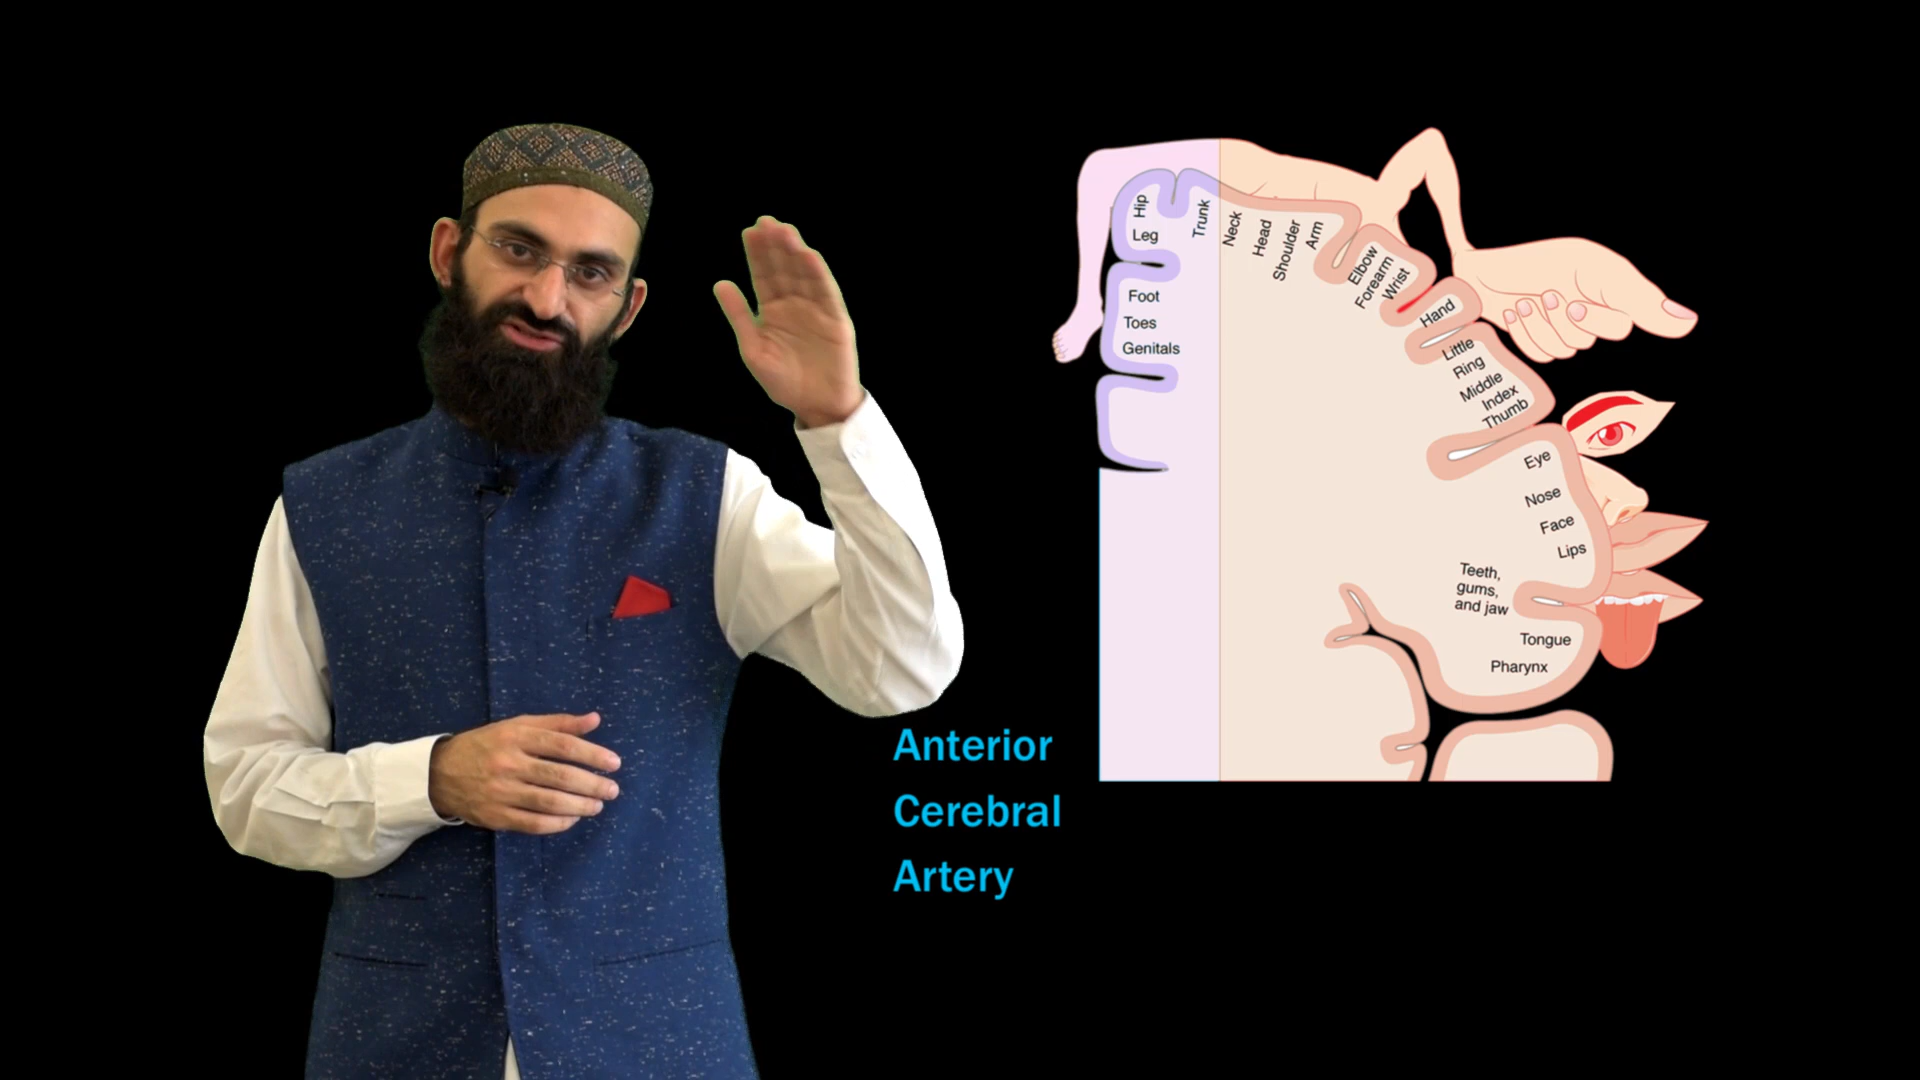 Hip
Leg
Foot
Toes
Genitals
Trunk
Neck
Head
Shoulder
Arm
Elbow
Forearm
Wrist
Hand
Little
Ring
Middle
Index
Thumb
Eye
Nose
Face
Lips
Teeth,
gums,
and jaw
Tongue
Pharynx
Anterior
Cerebral
Artery